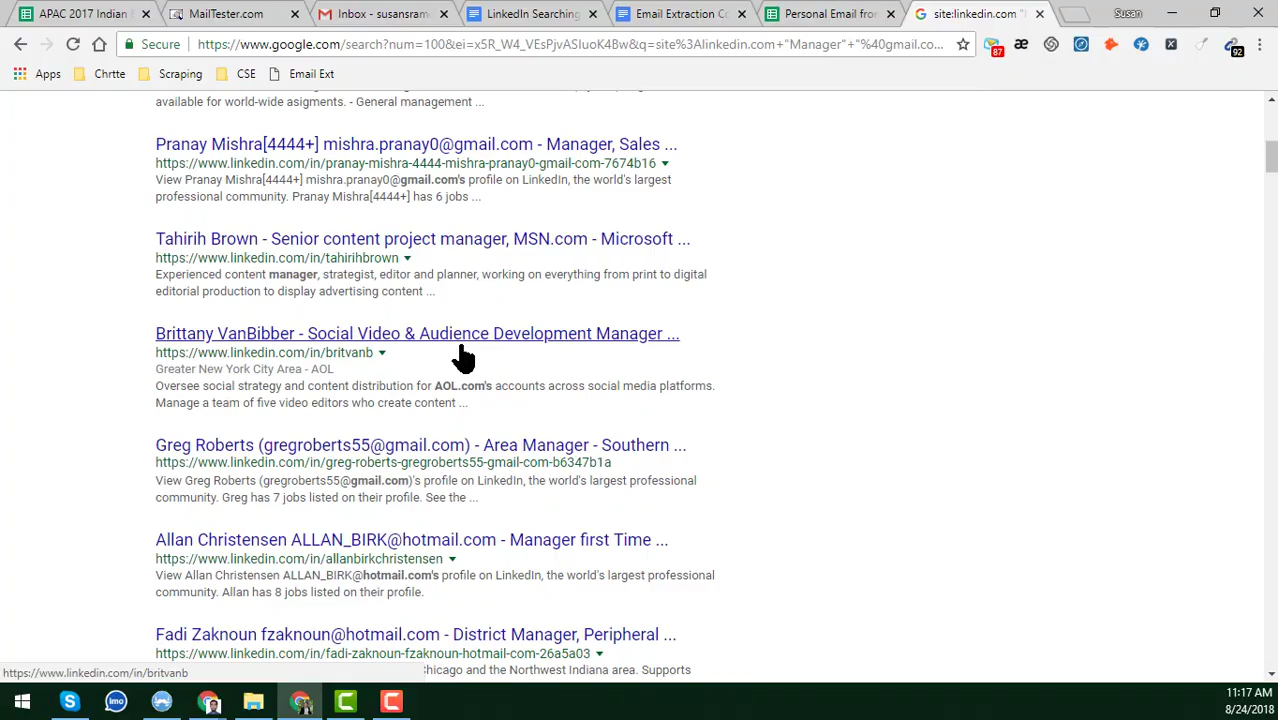 APAC 2017 Indian E
MailTester.com
Inbox - susansrams
LinkedIn Searching
Email Extraction Co
Personal Email from
site:linkedin.com "
Susan
Secure
https://www.google.com/search?num=100&ei=x5R_W4_VEsPjvASIuoK4Bw&q=site%3Alinkedin.com+"Manager"+"%40gmail.co...
87
92
Apps
Chrtte
Scraping
CSE
Email Ext
available for world-wide asigments. - General management ...
Pranay Mishra[4444+] mishra.pranay0@gmail.com - Manager, Sales ...
https://www.linkedin.com/in/pranay-mishra-4444-mishra-pranay0-gmail-com-7674b16
View Pranay Mishra[4444+] mishra.pranay0@gmail.com's profile on LinkedIn, the world's largest
professional community. Pranay Mishra[4444+] has 6 jobs ...
Tahirih Brown - Senior content project manager, MSN.com - Microsoft ...
https://www.linkedin.com/in/tahirihbrown
Experienced content manager, strategist, editor and planner, working on everything from print to digital
editorial production to display advertising content ...
Brittany VanBibber - Social Video & Audience Development Manager ...
https://www.linkedin.com/in/britvanb
Greater New York City Area - AOL
Oversee social strategy and content distribution for AOL.com's accounts across social media platforms.
Manage a team of five video editors who create content ...
Greg Roberts (gregroberts55@gmail.com) - Area Manager - Southern ...
https://www.linkedin.com/in/greg-roberts-gregroberts55-gmail-com-b6347b1a
View Greg Roberts (gregroberts55@gmail.com)'s profile on LinkedIn, the world's largest professional
community. Greg has 7 jobs listed on their profile. See the ...
Allan Christensen ALLAN_BIRK@hotmail.com - Manager first Time ...
https://www.linkedin.com/in/allanbirkchristensen
View Allan Christensen ALLAN_BIRK@hotmail.com's profile on LinkedIn, the world's largest professional
community. Allan has 8 jobs listed on their profile.
Fadi Zaknoun fzaknoun@hotmail.com - District Manager, Peripheral ...
https://www.linkedin.com/in/fadi-zaknoun-fzaknoun-hotmail-com-26a5a03
Chicago and the Northwest Indiana area. Supports
https://www.linkedin.com/in/britvanb
imo
11:17 AM
8/24/2018